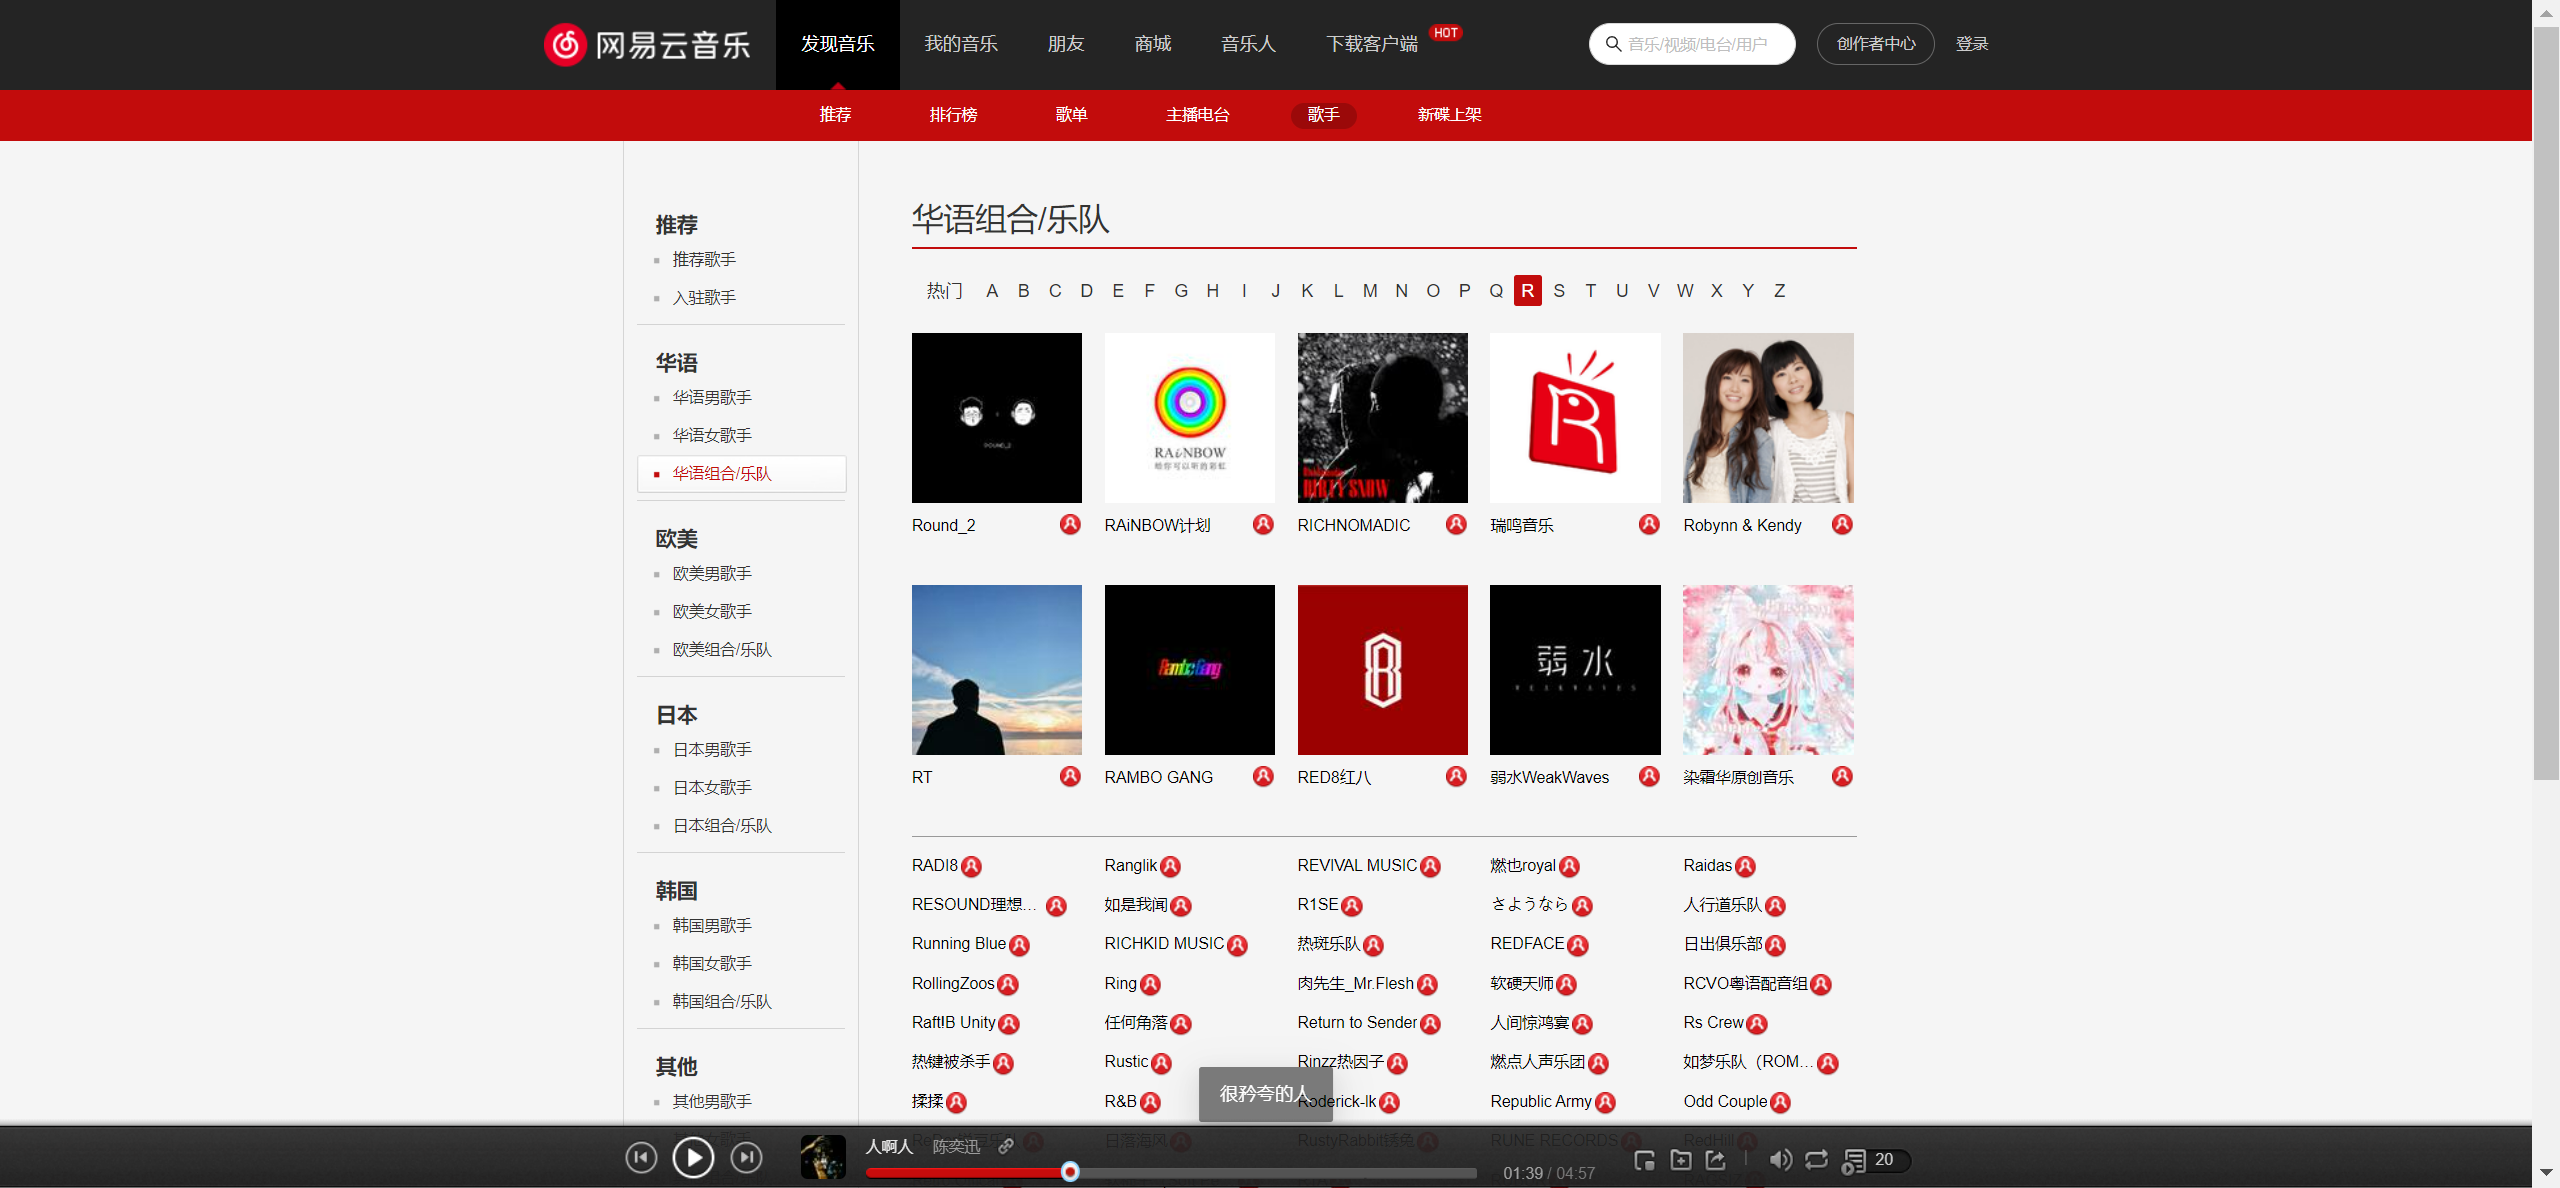 网易云音乐
发现音乐 我的音乐 朋友 商城 音乐人 下载客户端 HOT
音乐/视频/电台/用户
创作者中心 登录
推荐 排行榜 歌单 主播电台 歌手 新碟上架
推荐
推荐歌手
入驻歌手
华语
华语男歌手
华语女歌手
华语组合/乐队
欧美
欧美男歌手
欧美女歌手
欧美组合/乐队
日本
日本男歌手
日本女歌手
日本组合/乐队
韩国
韩国男歌手
韩国女歌手
韩国组合/乐队
其他
其他男歌手
华语组合/乐队
热门 A B C D E F G H I J K L M N O P Q R S T U V W X Y Z
ROUND_2
RAiNBOW
给你可以听的彩虹
DIRTY SNOW
R
Round_2 RAiNBOW计划 RICHNOMADIC 瑞鸣音乐 Robynn & Kendy
Rambo Gang
弱水
WEAKWAVES
RT RAMBO GANG RED8红八 弱水WeakWaves 染霜华原创音乐
RADI8 Ranglik REVIVAL MUSIC 燃也royal Raidas
RESOUND理想... 如是我闻 R1SE さようなら 人行道乐队
Running Blue RICHKID MUSIC 热斑乐队 REDFACE 日出俱乐部
RollingZoos Ring 肉先生_Mr.Flesh 软硬天师 RCVO粤语配音组
Raft!B Unity 任何角落 Return to Sender 人间惊鸿宴 Rs Crew
热键被杀手 Rustic Rinzz热因子 燃点人声乐团 如梦乐队（ROM...
揉揉 R&B Roderick-lk Republic Army Odd Couple
很矜夸的人
日落海风 RustyRabbit锈兔 RUNE RECORDS RedHill
人啊人 陈奕迅
01:39 / 04:57
20